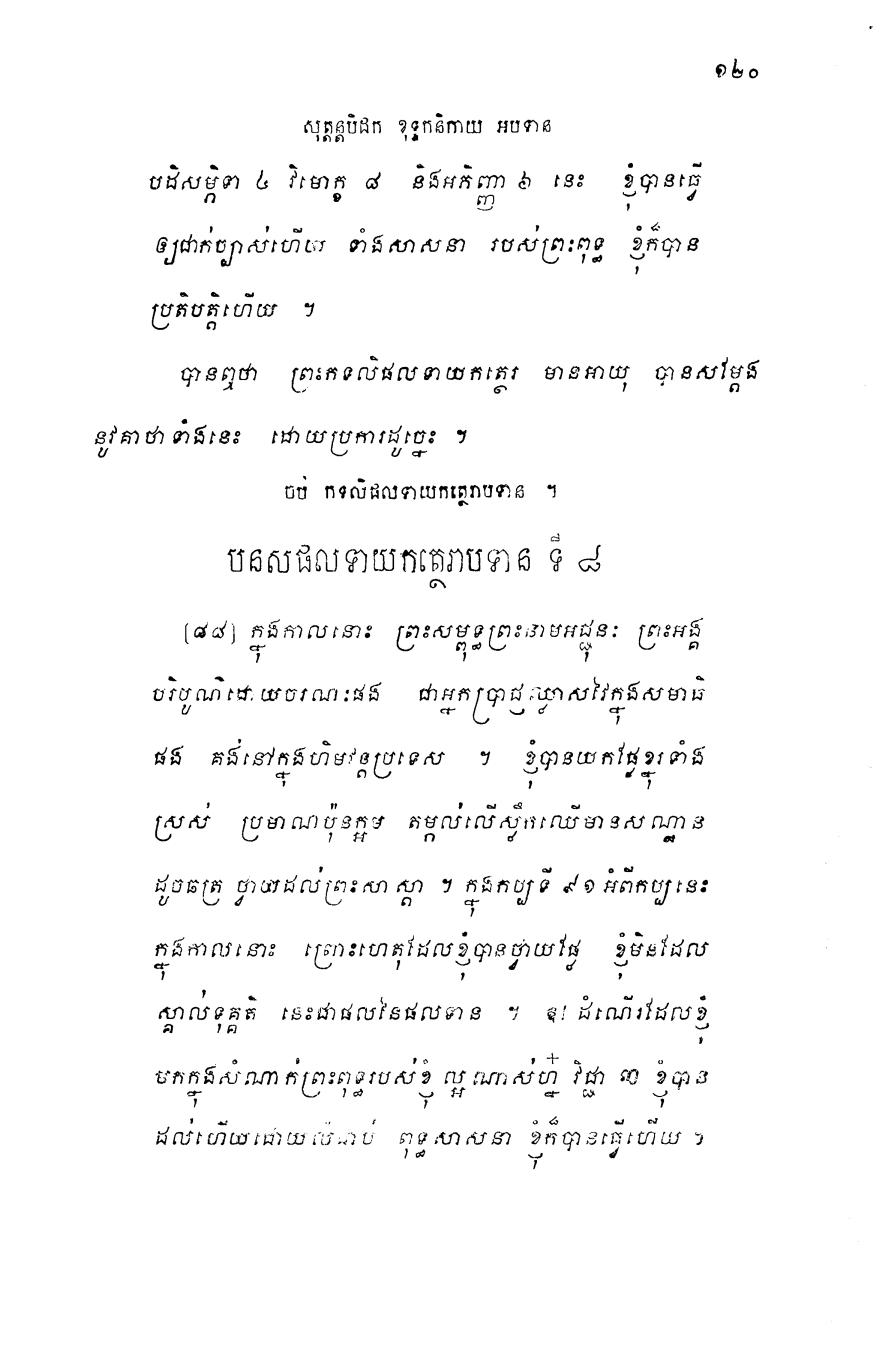 ១២០
សុត្តន្តបិដក ខុទ្ទកនិកាយ អបទាន
បដិសម្ភិទា ៤ វិមោក្ខ ៨ និងអភិញ្ញា ៦ នេះ ខ្ញុំបានធ្វើ
ឲ្យជាក់ច្បាស់ហើយ ទាំងសាសនា របស់ព្រះពុទ្ធ ខ្ញុំក៏បាន
ប្រតិបត្តិហើយ ។
បានឮថា ព្រះកទលិផលទាយកត្ថេរ មានអាយុ បានសម្តែង
នូវគាថាទាំងនេះ ដោយប្រការដូច្នេះ ។
ចប់ កទលិផលទាយកត្ថេរាបទាន ។
បនសផលទាយកត្ថេរាបទាន ទី ៨
[៨៨] ក្នុងកាលនោះ ព្រះសម្ពុទ្ធព្រះនាមអជ្ជុនៈ ព្រះអង្គ
បរិបូណ៌ដោយចរណៈផង ជាអ្នកប្រាជ្ញឈ្លាសវៃក្នុងសមាធិ
ផង គង់នៅក្នុងហិមវន្តប្រទេស ។ ខ្ញុំបានយកផ្លែខ្នុរទាំង
ស្រស់ ប្រមាណប៉ុនក្អម តម្កល់លើស្លឹកឈើមានសណ្ឋាន
ដូចឆត្រ ថ្វាយដល់ព្រះសាស្តា ។ ក្នុងកប្បទី ៩១ អំពីកប្បនេះ
ក្នុងកាលនោះ ព្រោះហេតុដែលខ្ញុំបានថ្វាយផ្លែ ខ្ញុំមិនដែល
ស្គាល់ទុគ្គតិ នេះជាផលនៃផលទាន ។ ឱ! ដំណើរដែលខ្ញុំ
មកក្នុងសំណាក់ព្រះពុទ្ធរបស់ខ្ញុំ ល្អណាស់ហ្ន៎ វិជ្ជា ៣ ខ្ញុំបាន
ដល់ហើយដោយលំដាប់ ពុទ្ធសាសនា ខ្ញុំក៏បានធ្វើហើយ ។